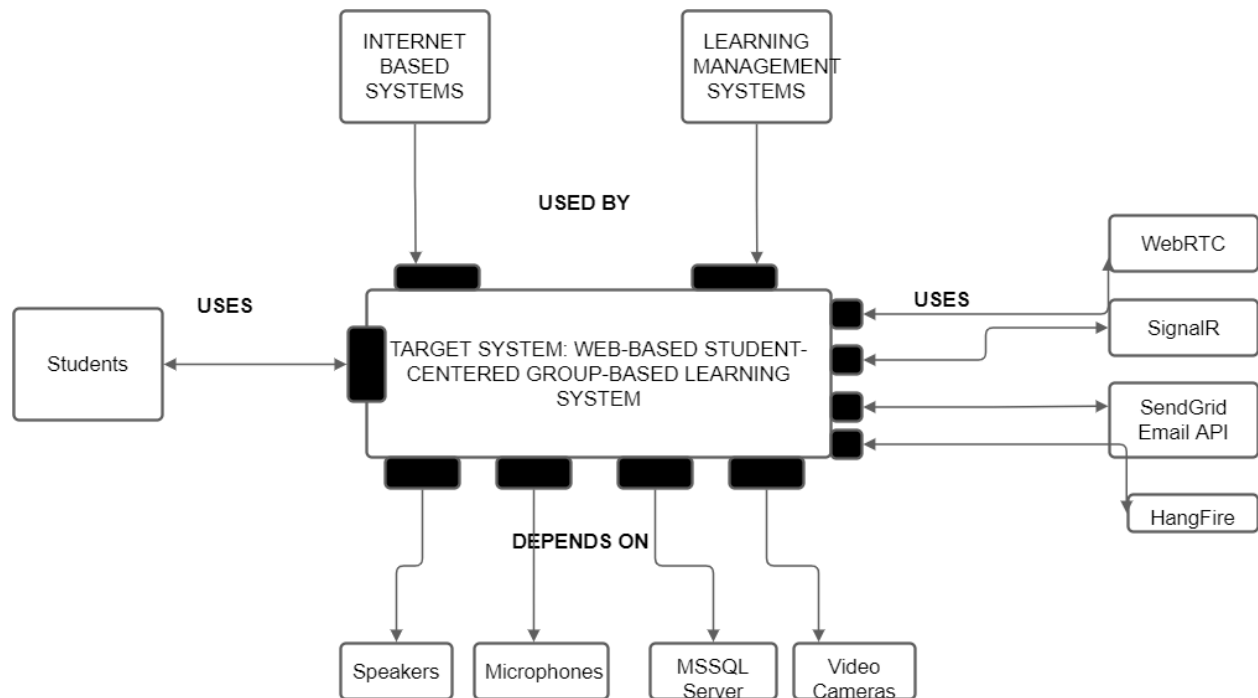 INTERNET
BASED
SYSTEMS
LEARNING
MANAGEMENT
SYSTEMS
USED BY
WebRTC
USES
USES
SignalR
Students
TARGET SYSTEM: WEB-BASED STUDENT-
CENTERED GROUP-BASED LEARNING
SYSTEM
SendGrid
Email API
HangFire
DEPENDS ON
Speakers
Microphones
MSSQL
Server
Video
Cameras